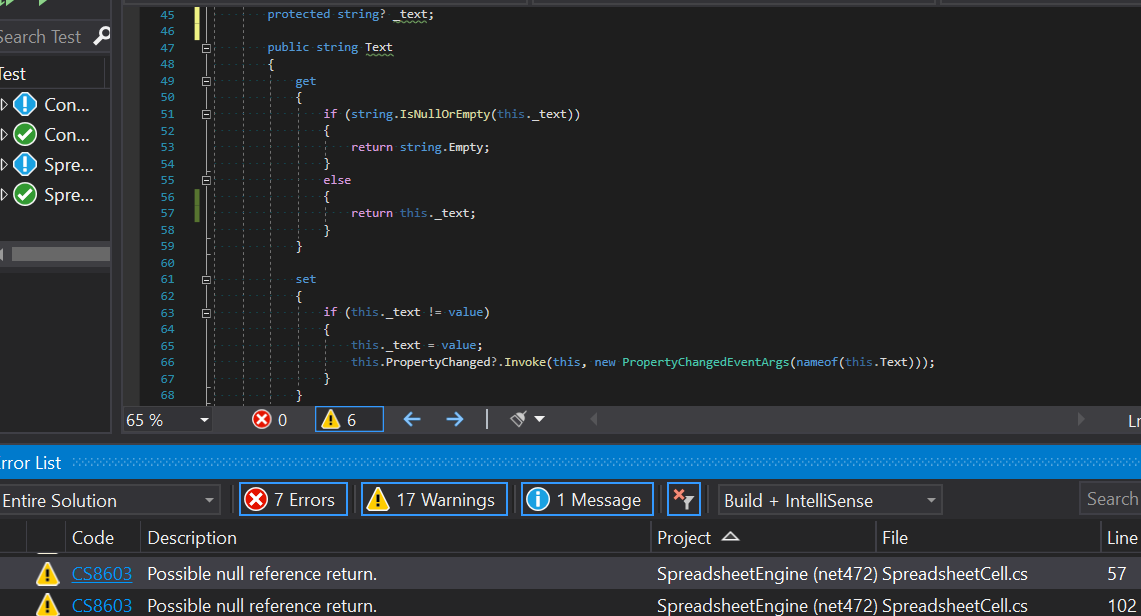 45 protected string? _text;
46
Search Test
47 public string Text
48 {
Test
49 get
50 {
Con...
51 if (string.IsNullOrEmpty(this._text))
52 {
Con...
53 return string.Empty;
54 }
Spre...
55 else
56 {
Spre...
57 return this._text;
58 }
59 }
60
61 set
62 {
63 if (this._text != value)
64 {
65 this._text = value;
66 this.PropertyChanged?.Invoke(this, new PropertyChangedEventArgs(nameof(this.Text)));
67 }
68 }
65 % 0 6 Ln
Error List
Entire Solution 7 Errors 17 Warnings 1 Message Build + IntelliSense Search
Code Description Project File Line
CS8603 Possible null reference return. SpreadsheetEngine (net472) SpreadsheetCell.cs 57
CS8603 Possible null reference return. SpreadsheetEngine (net472) SpreadsheetCell.cs 102